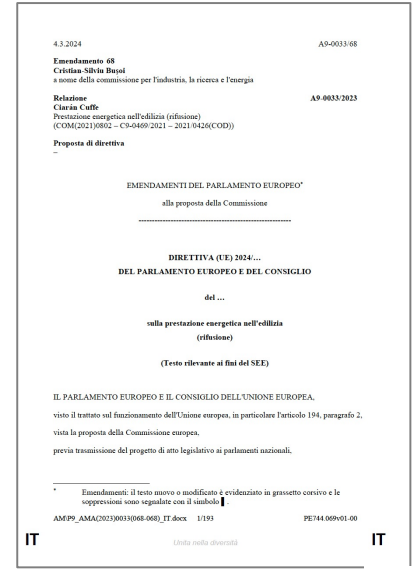 4.3.2024 A9-0033/68
Emendamento 68
Cristian-Silviu Buşoi
a nome della commissione per l'industria, la ricerca e l'energia
Relazione A9-0033/2023
Ciarán Cuffe
Prestazione energetica nell'edilizia (rifusione)
(COM(2021)0802 – C9-0469/2021 – 2021/0426(COD))
Proposta di direttiva
–
EMENDAMENTI DEL PARLAMENTO EUROPEO*
alla proposta della Commissione
---------------------------------------------------------
DIRETTIVA (UE) 2024/…
DEL PARLAMENTO EUROPEO E DEL CONSIGLIO
del …
sulla prestazione energetica nell'edilizia
(rifusione)
(Testo rilevante ai fini del SEE)
IL PARLAMENTO EUROPEO E IL CONSIGLIO DELL'UNIONE EUROPEA,
visto il trattato sul funzionamento dell'Unione europea, in particolare l'articolo 194, paragrafo 2,
vista la proposta della Commissione europea,
previa trasmissione del progetto di atto legislativo ai parlamenti nazionali,
* Emendamenti: il testo nuovo o modificato è evidenziato in grassetto corsivo e le
soppressioni sono segnalate con il simbolo ▌.
AM\P9_AMA(2023)0033(068-068)_IT.docx 1/193 PE744.069v01-00
IT Unita nella diversità IT